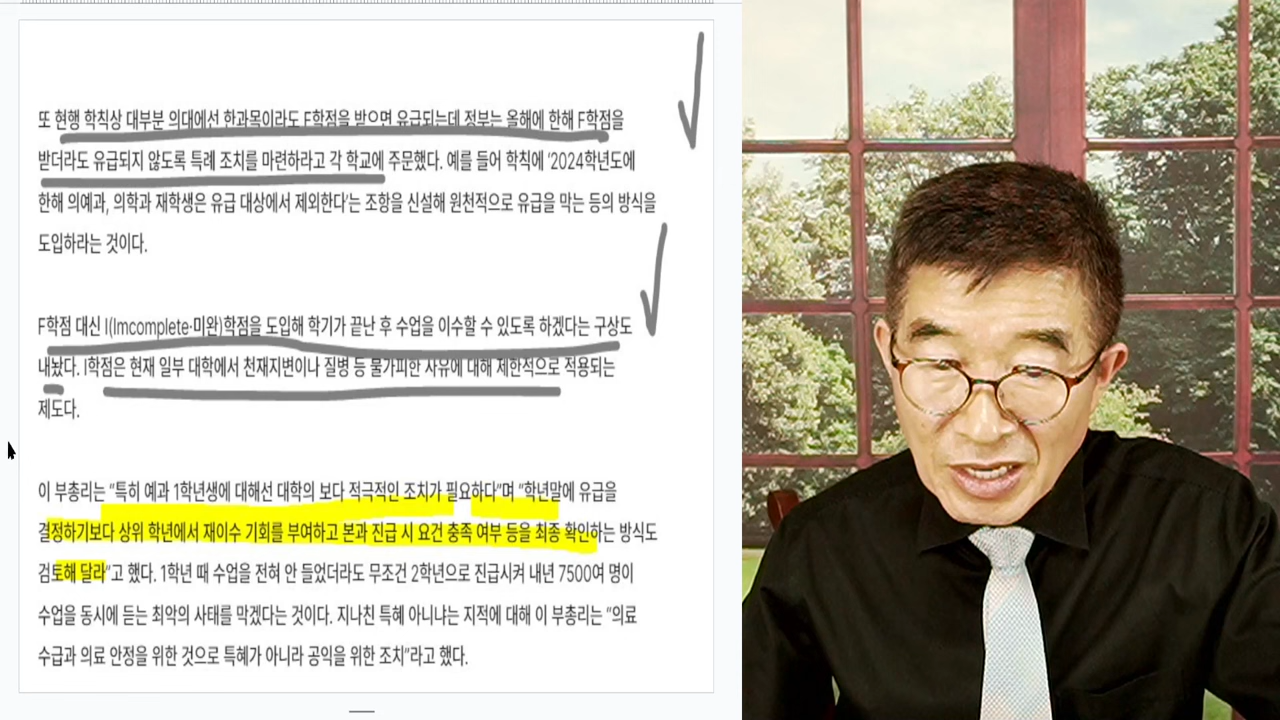 또 현행 학칙상 대부분 의대에선 한과목이라도 F학점을 받으면 유급되는데 정부는 올해에 한해 F학점을
받더라도 유급되지 않도록 특례 조치를 마련하라고 각 학교에 주문했다. 예를 들어 학칙에 ‘2024학년도에
한해 의예과, 의학과 재학생은 유급 대상에서 제외한다’는 조항을 신설해 원천적으로 유급을 막는 등의 방식을
도입하라는 것이다.
F학점 대신 I(Imcomplete·미완)학점을 도입해 학기가 끝난 후 수업을 이수할 수 있도록 하겠다는 구상도
내놨다. I학점은 현재 일부 대학에서 천재지변이나 질병 등 불가피한 사유에 대해 제한적으로 적용되는
제도다.
이 부총리는 “특히 예과 1학년생에 대해선 대학의 보다 적극적인 조치가 필요하다”며 “학년말에 유급을
결정하기보다 상위 학년에서 재이수 기회를 부여하고 본과 진급 시 요건 충족 여부 등을 최종 확인하는 방식도
검토해 달라”고 했다. 1학년 때 수업을 전혀 안 들었더라도 무조건 2학년으로 진급시켜 내년 7500여 명이
수업을 동시에 듣는 최악의 사태를 막겠다는 것이다. 지나친 특혜 아니냐는 지적에 대해 이 부총리는 “의료
수급과 의료 안정을 위한 것으로 특혜가 아니라 공익을 위한 조치”라고 했다.